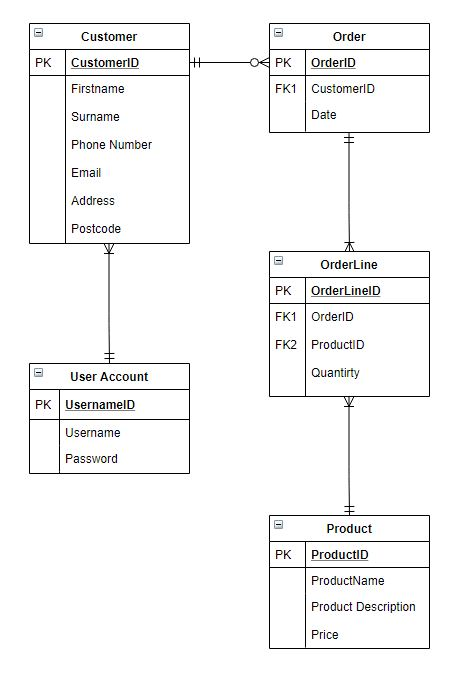 Customer
PK CustomerID
Firstname
Surname
Phone Number
Email
Address
Postcode
Order
PK OrderID
FK1 CustomerID
Date
OrderLine
PK OrderLineID
FK1 OrderID
FK2 ProductID
Quantirty
User Account
PK UsernameID
Username
Password
Product
PK ProductID
ProductName
Product Description
Price